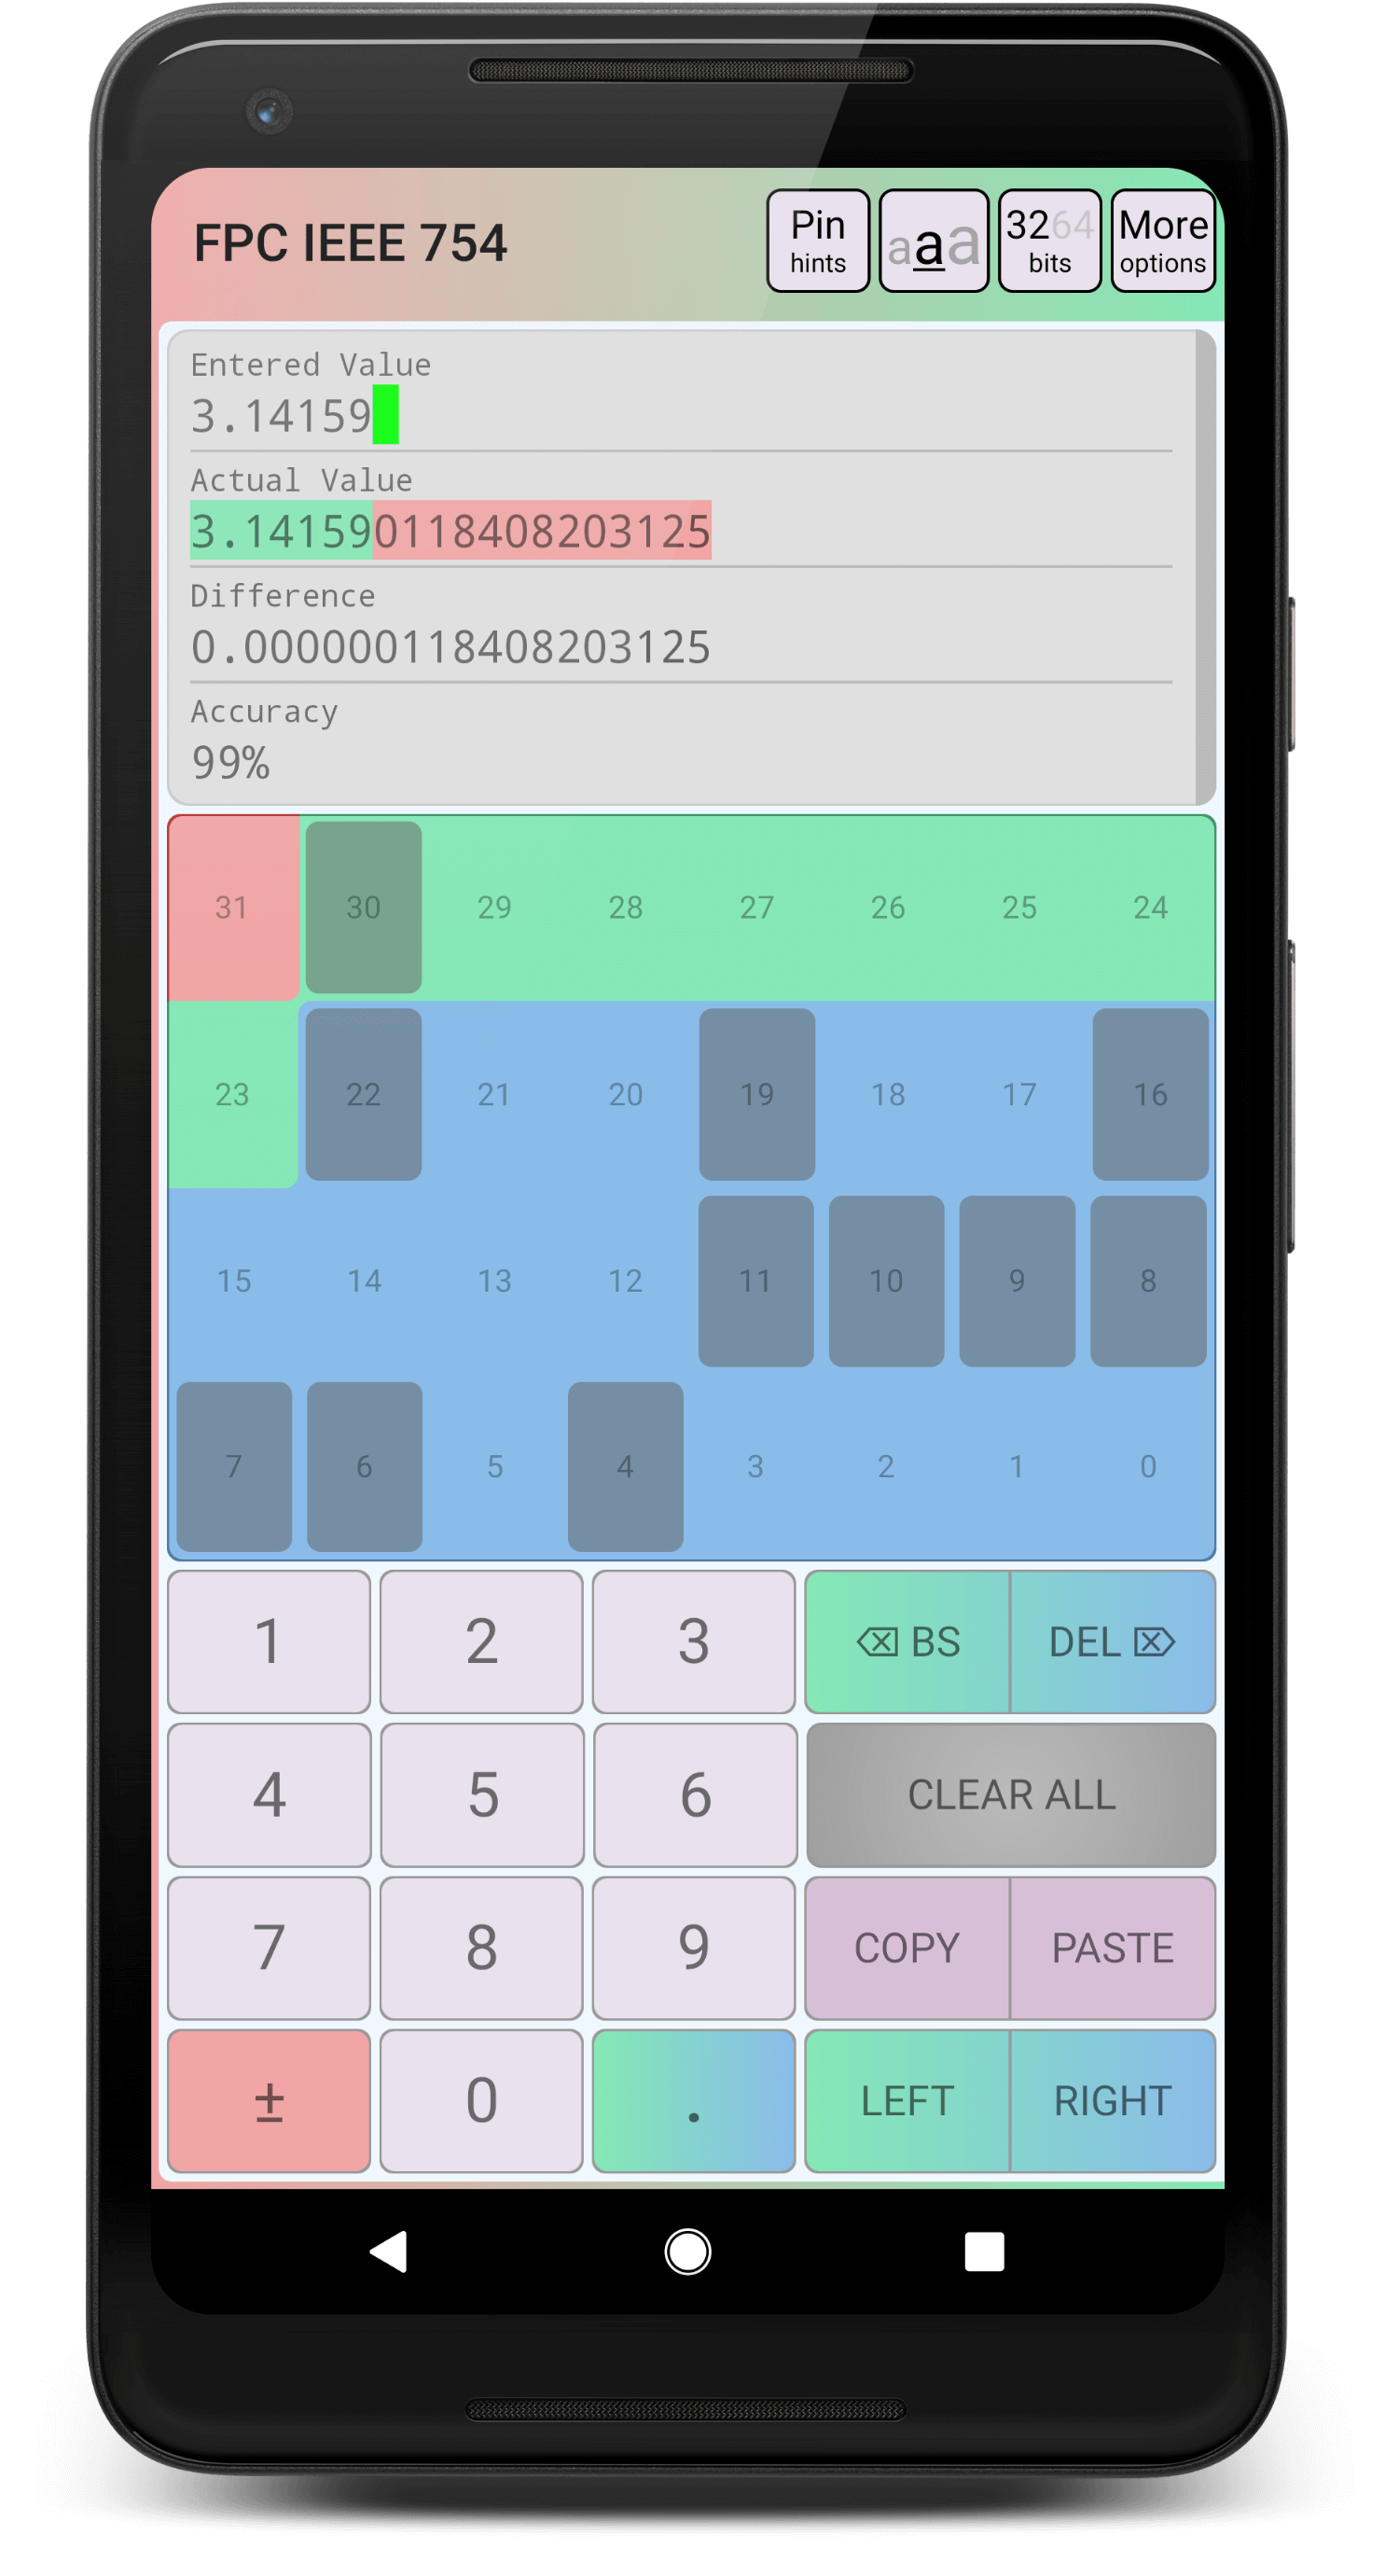 FPC IEEE 754
Pin
hints
aaa
3264
bits
More
options
Entered Value
3.14159
Actual Value
3.141590118408203125
Difference
0.000000118408203125
Accuracy
99%
31 30 29 28 27 26 25 24
23 22 21 20 19 18 17 16
15 14 13 12 11 10 9 8
7 6 5 4 3 2 1 0
1 2 3 ⌫ BS DEL ⌦
4 5 6 CLEAR ALL
7 8 9 COPY PASTE
± 0 . LEFT RIGHT